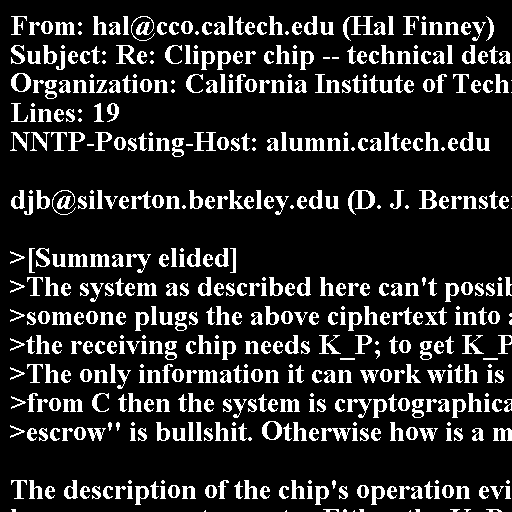 From: hal@cco.caltech.edu (Hal Finney)
Subject: Re: Clipper chip -- technical deta
Organization: California Institute of Tech
Lines: 19
NNTP-Posting-Host: alumni.caltech.edu
djb@silverton.berkeley.edu (D. J. Bernste
>[Summary elided]
>The system as described here can't possib
>someone plugs the above ciphertext into a
>the receiving chip needs K_P; to get K_P
>The only information it can work with is
>from C then the system is cryptographica
>escrow" is bullshit. Otherwise how is a m
The description of the chip's operation evi